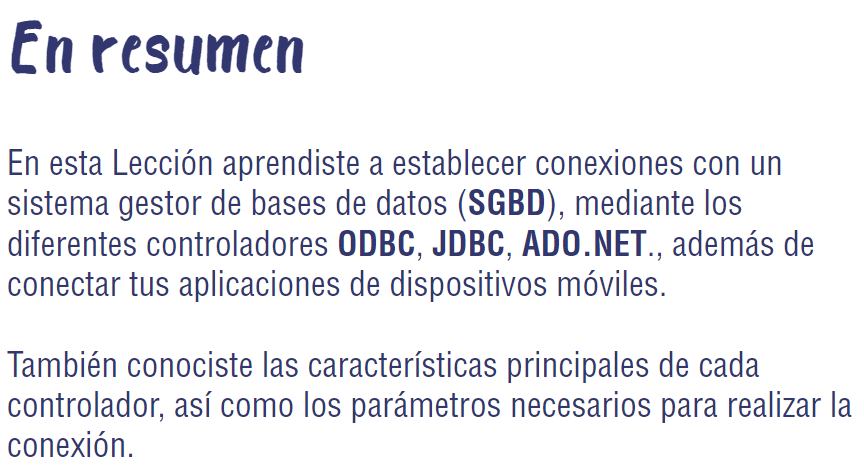 En resumen
En esta Lección aprendiste a establecer conexiones con un
sistema gestor de bases de datos (SGBD), mediante los
diferentes controladores ODBC, JDBC, ADO.NET., además de
conectar tus aplicaciones de dispositivos móviles.
También conociste las características principales de cada
controlador, así como los parámetros necesarios para realizar la
conexión.